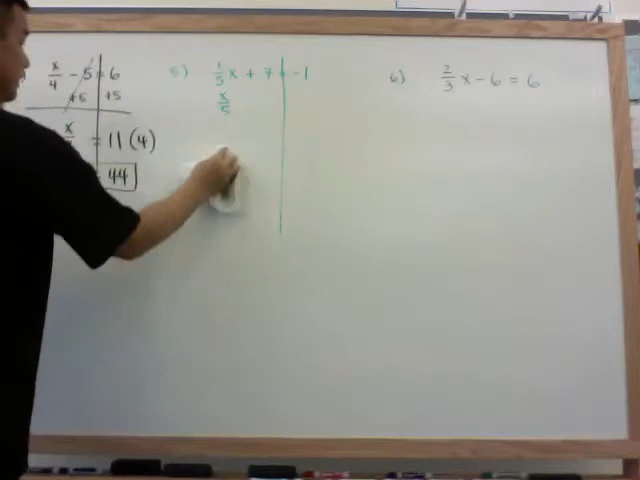 x/4 - 5 = 6
+5 +5
x = 11 (4)
= 44
5) 1/5 x + 7 = -1
x/5
6) 2/3 x - 6 = 6